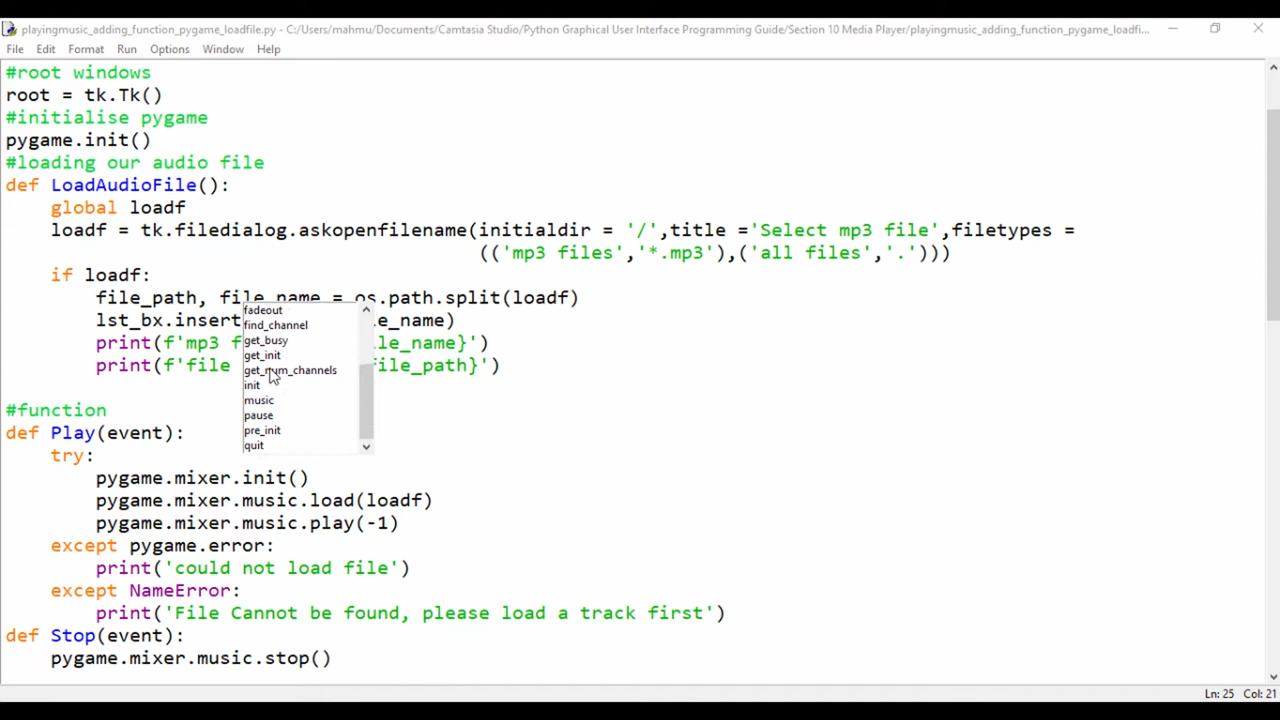 playingmusic_adding_function_pygame_loadfile.py - C:/Users/mahmu/Documents/Camtasia Studio/Python Graphical User Interface Programming Guide/Section 10 Media Player/playingmusic_adding_function_pygame_loadfi...
File Edit Format Run Options Window Help
#root windows
root = tk.Tk()
#initialise pygame
pygame.init()
#loading our audio file
def LoadAudioFile():
    global loadf
    loadf = tk.filedialog.askopenfilename(initialdir = '/',title ='Select mp3 file',filetypes =
                                          (('mp3 files','*.mp3'),('all files','.')))
    if loadf:
        file_path, file_name = os.path.split(loadf)
        lst_bx.insert le_name)
        print(f'mp3 f ile_name}')
        print(f'file file_path}')
fadeout
find_channel
get_busy
get_init
get_num_channels
init
music
pause
pre_init
quit
#function
def Play(event):
    try:
        pygame.mixer.init()
        pygame.mixer.music.load(loadf)
        pygame.mixer.music.play(-1)
    except pygame.error:
        print('could not load file')
    except NameError:
        print('File Cannot be found, please load a track first')
def Stop(event):
    pygame.mixer.music.stop()
Ln: 25 Col: 21